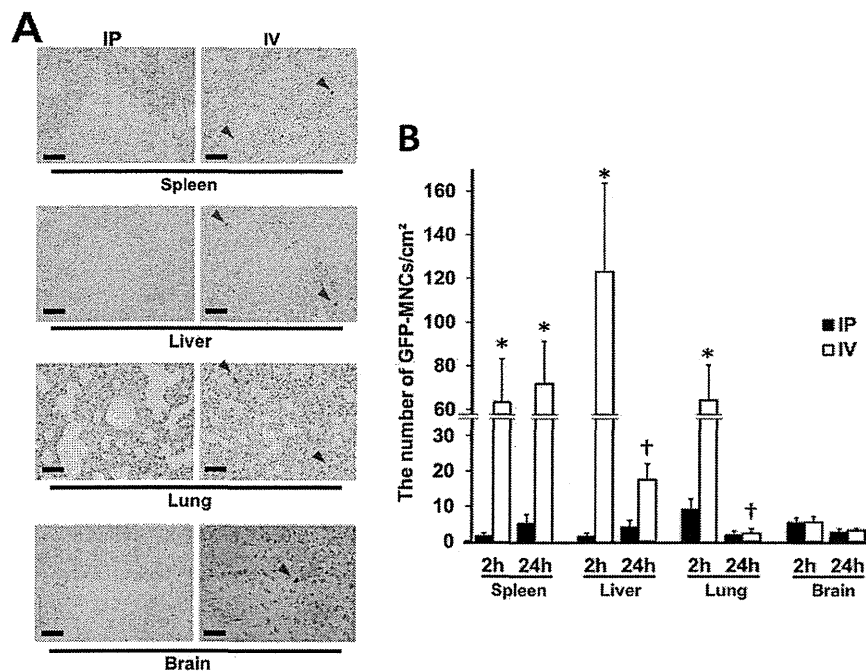 A
IP IV
Spleen
Liver
Lung
Brain
B
The number of GFP-MNCs/cm²
160
140
120
100
80
60
30
20
10
0
* * * † * †
IP
IV
2h 24h 2h 24h 2h 24h 2h 24h
Spleen Liver Lung Brain